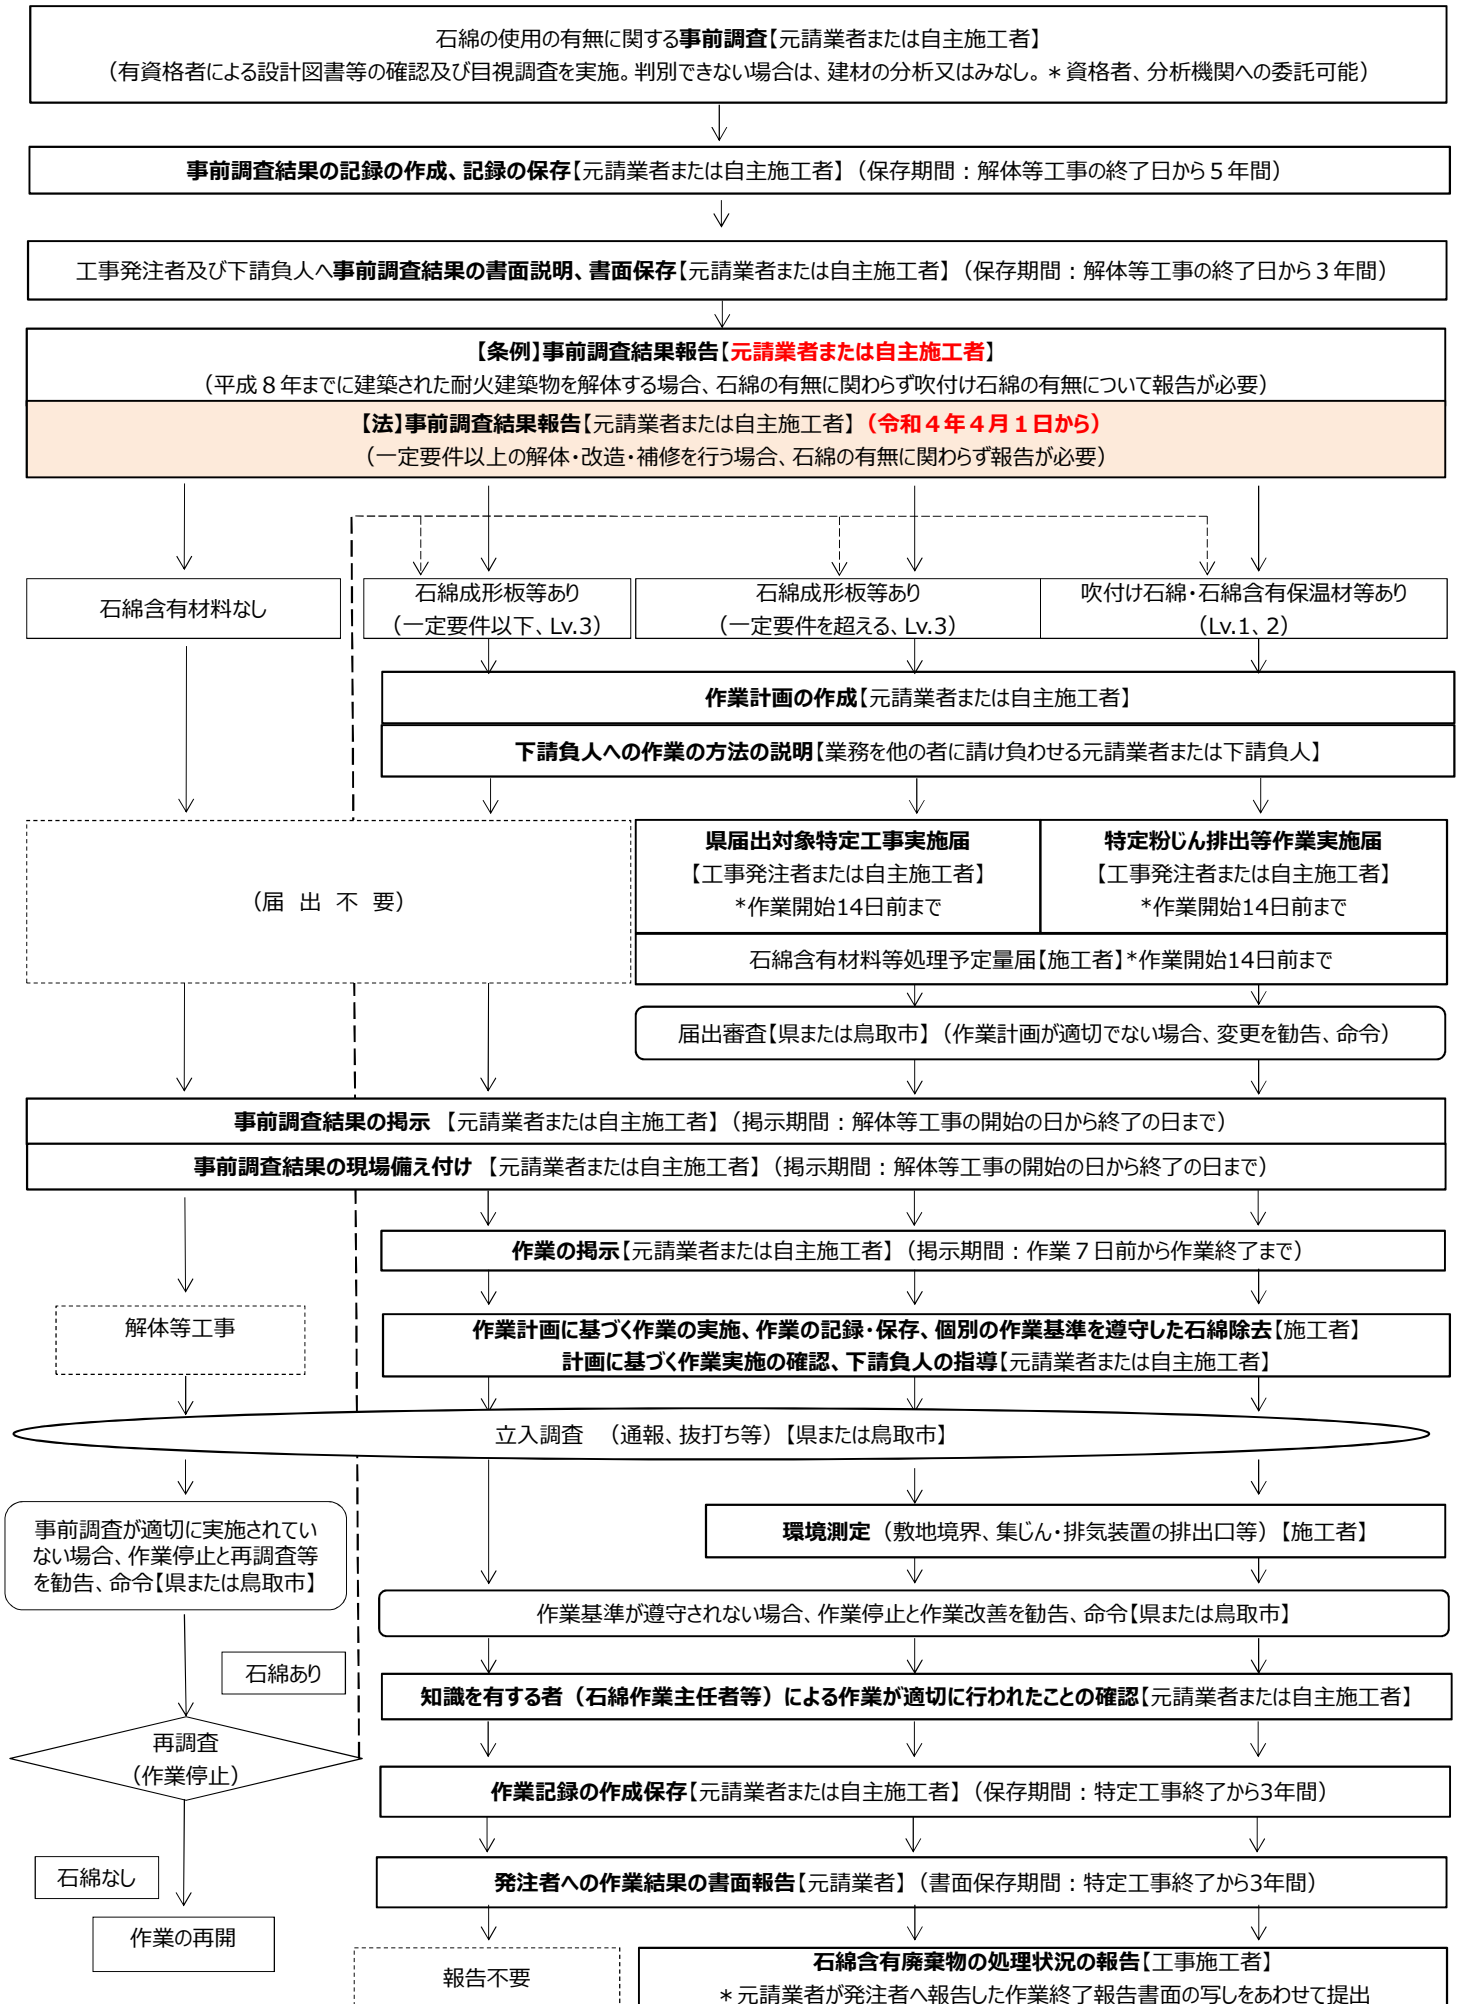 石綿の使用の有無に関する事前調査【元請業者または自主施工者】
（有資格者による設計図書等の確認及び目視調査を実施。判別できない場合は、建材の分析又はみなし。＊資格者、分析機関への委託可能）
事前調査結果の記録の作成、記録の保存【元請業者または自主施工者】（保存期間：解体等工事の終了日から５年間）
工事発注者及び下請負人へ事前調査結果の書面説明、書面保存【元請業者または自主施工者】（保存期間：解体等工事の終了日から３年間）
【条例】事前調査結果報告【元請業者または自主施工者】
（平成８年までに建築された耐火建築物を解体する場合、石綿の有無に関わらず吹付け石綿の有無について報告が必要）
【法】事前調査結果報告【元請業者または自主施工者】（令和４年４月１日から）
（一定要件以上の解体・改造・補修を行う場合、石綿の有無に関わらず報告が必要）
石綿含有材料なし
石綿成形板等あり
（一定要件以下、Lv.3）
石綿成形板等あり
（一定要件を超える、Lv.3）
吹付け石綿・石綿含有保温材等あり
（Lv.1、2）
作業計画の作成【元請業者または自主施工者】
下請負人への作業の方法の説明【業務を他の者に請け負わせる元請業者または下請負人】
（届 出 不 要）
県届出対象特定工事実施届
【工事発注者または自主施工者】
*作業開始14日前まで
特定粉じん排出等作業実施届
【工事発注者または自主施工者】
*作業開始14日前まで
石綿含有材料等処理予定量届【施工者】*作業開始14日前まで
届出審査【県または鳥取市】（作業計画が適切でない場合、変更を勧告、命令）
事前調査結果の掲示 【元請業者または自主施工者】（掲示期間：解体等工事の開始の日から終了の日まで）
事前調査結果の現場備え付け 【元請業者または自主施工者】（掲示期間：解体等工事の開始の日から終了の日まで）
作業の掲示【元請業者または自主施工者】（掲示期間：作業７日前から作業終了まで）
解体等工事
作業計画に基づく作業の実施、作業の記録・保存、個別の作業基準を遵守した石綿除去【施工者】
計画に基づく作業実施の確認、下請負人の指導【元請業者または自主施工者】
立入調査 （通報、抜打ち等）【県または鳥取市】
事前調査が適切に実施されてい
ない場合、作業停止と再調査等
を勧告、命令【県または鳥取市】
環境測定（敷地境界、集じん・排気装置の排出口等）【施工者】
作業基準が遵守されない場合、作業停止と作業改善を勧告、命令【県または鳥取市】
石綿あり
知識を有する者（石綿作業主任者等）による作業が適切に行われたことの確認【元請業者または自主施工者】
再調査
（作業停止）
作業記録の作成保存【元請業者または自主施工者】（保存期間：特定工事終了から3年間）
石綿なし
発注者への作業結果の書面報告【元請業者】（書面保存期間：特定工事終了から3年間）
作業の再開
報告不要
石綿含有廃棄物の処理状況の報告【工事施工者】
＊元請業者が発注者へ報告した作業終了報告書面の写しをあわせて提出